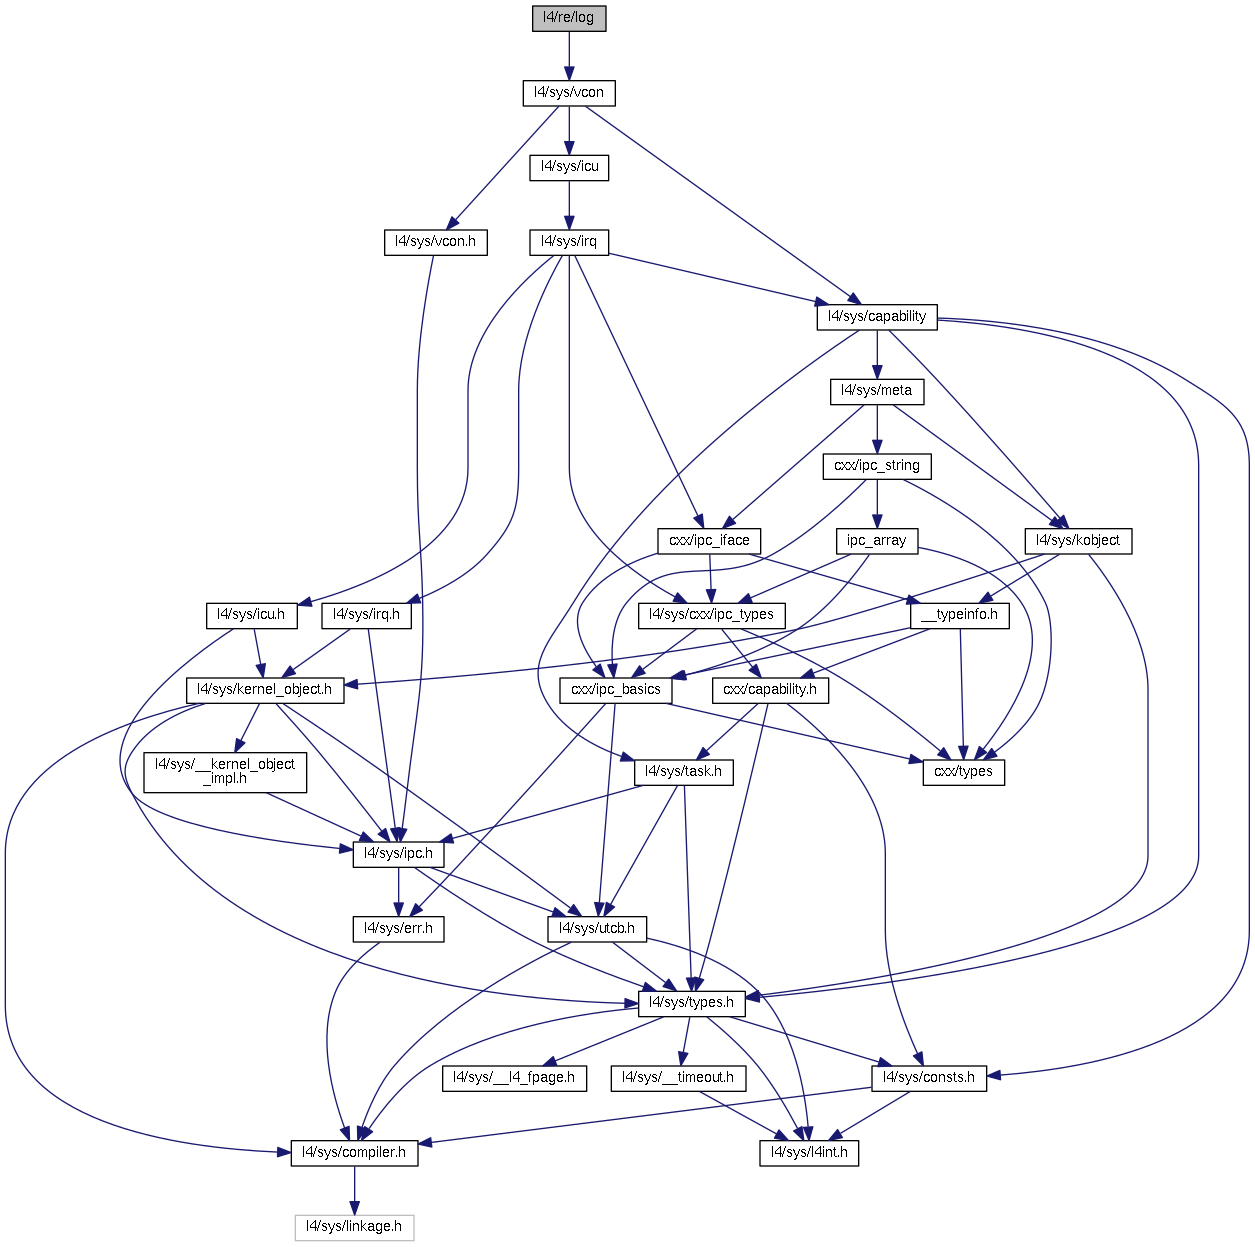 l4/re/log
l4/sys/vcon
l4/sys/icu
l4/sys/vcon.h
l4/sys/irq
l4/sys/capability
l4/sys/meta
cxx/ipc_string
cxx/ipc_iface
ipc_array
l4/sys/kobject
l4/sys/icu.h
l4/sys/irq.h
l4/sys/cxx/ipc_types
__typeinfo.h
l4/sys/kernel_object.h
cxx/ipc_basics
cxx/capability.h
l4/sys/__kernel_object
_impl.h
l4/sys/task.h
cxx/types
l4/sys/ipc.h
l4/sys/err.h
l4/sys/utcb.h
l4/sys/types.h
l4/sys/__l4_fpage.h
l4/sys/__timeout.h
l4/sys/consts.h
l4/sys/compiler.h
l4/sys/l4int.h
l4/sys/linkage.h